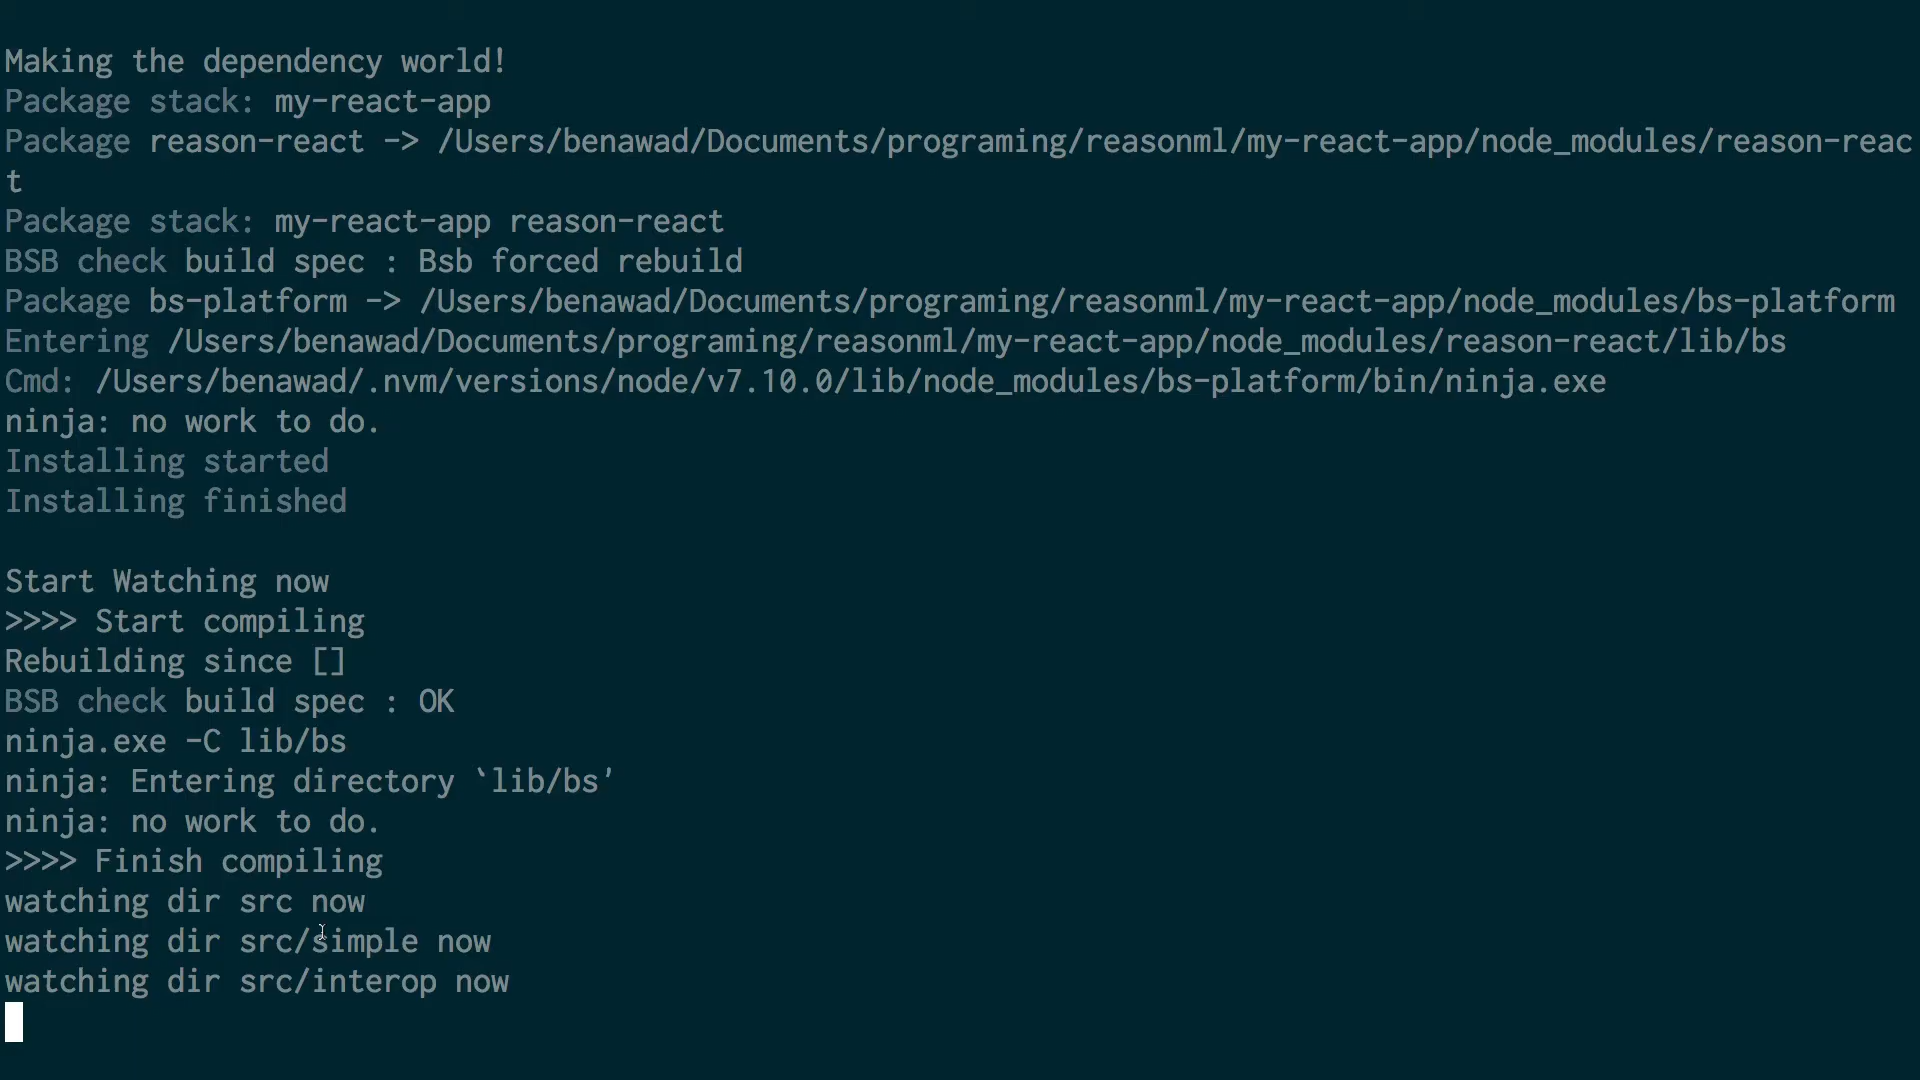 Making the dependency world!
Package stack: my-react-app
Package reason-react -> /Users/benawad/Documents/programing/reasonml/my-react-app/node_modules/reason-reac
t
Package stack: my-react-app reason-react
BSB check build spec : Bsb forced rebuild
Package bs-platform -> /Users/benawad/Documents/programing/reasonml/my-react-app/node_modules/bs-platform
Entering /Users/benawad/Documents/programing/reasonml/my-react-app/node_modules/reason-react/lib/bs
Cmd: /Users/benawad/.nvm/versions/node/v7.10.0/lib/node_modules/bs-platform/bin/ninja.exe
ninja: no work to do.
Installing started
Installing finished
Start Watching now
>>>> Start compiling
Rebuilding since []
BSB check build spec : OK
ninja.exe -C lib/bs
ninja: Entering directory `lib/bs'
ninja: no work to do.
>>>> Finish compiling
watching dir src now
watching dir src/simple now
watching dir src/interop now